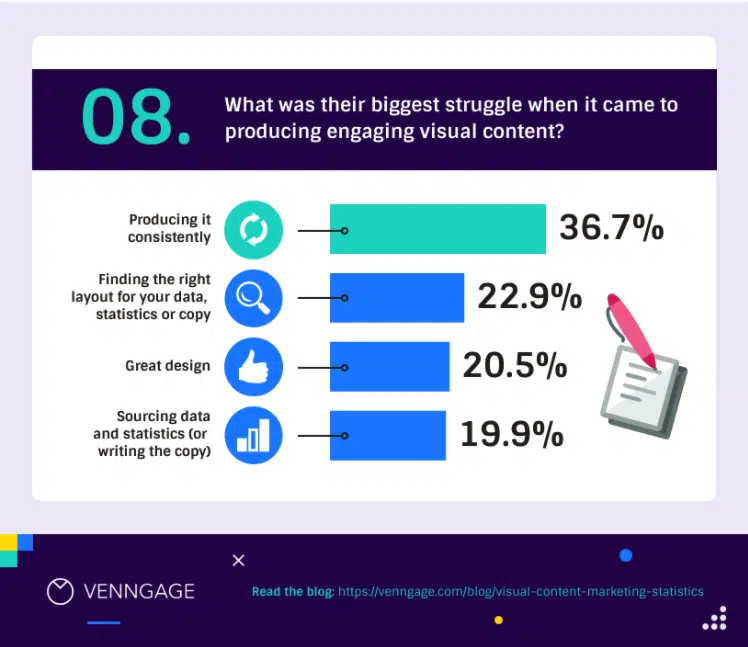 08.
What was their biggest struggle when it came to
producing engaging visual content?
Producing it
consistently
36.7%
Finding the right
layout for your data,
statistics or copy
22.9%
Great design
20.5%
Sourcing data
and statistics (or
writing the copy)
19.9%
VENNGAGE
Read the blog: https://venngage.com/blog/visual-content-marketing-statistics